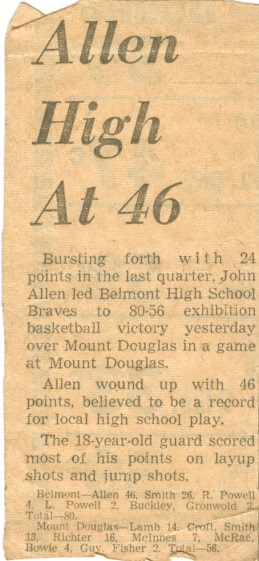 Allen
High
At 46
Bursting forth with 24
points in the last quarter, John
Allen led Belmont High School
Braves to 80-56 exhibition
basketball victory yesterday
over Mount Douglas in a game
at Mount Douglas.
Allen wound up with 46
points, believed to be a record
for local high school play.
The 18-year-old guard scored
most of his points on layup
shots and jump shots.
Belmont—Allen 46, Smith 26, R. Powell
4, L. Powell 2, Buckley, Gronwold 2.
Total—80.
Mount Douglas—Lamb 14, Croft, Smith
13, Richter 16, McInnes 7, McRae,
Bowie 4, Guy, Fisher 2. Total—56.